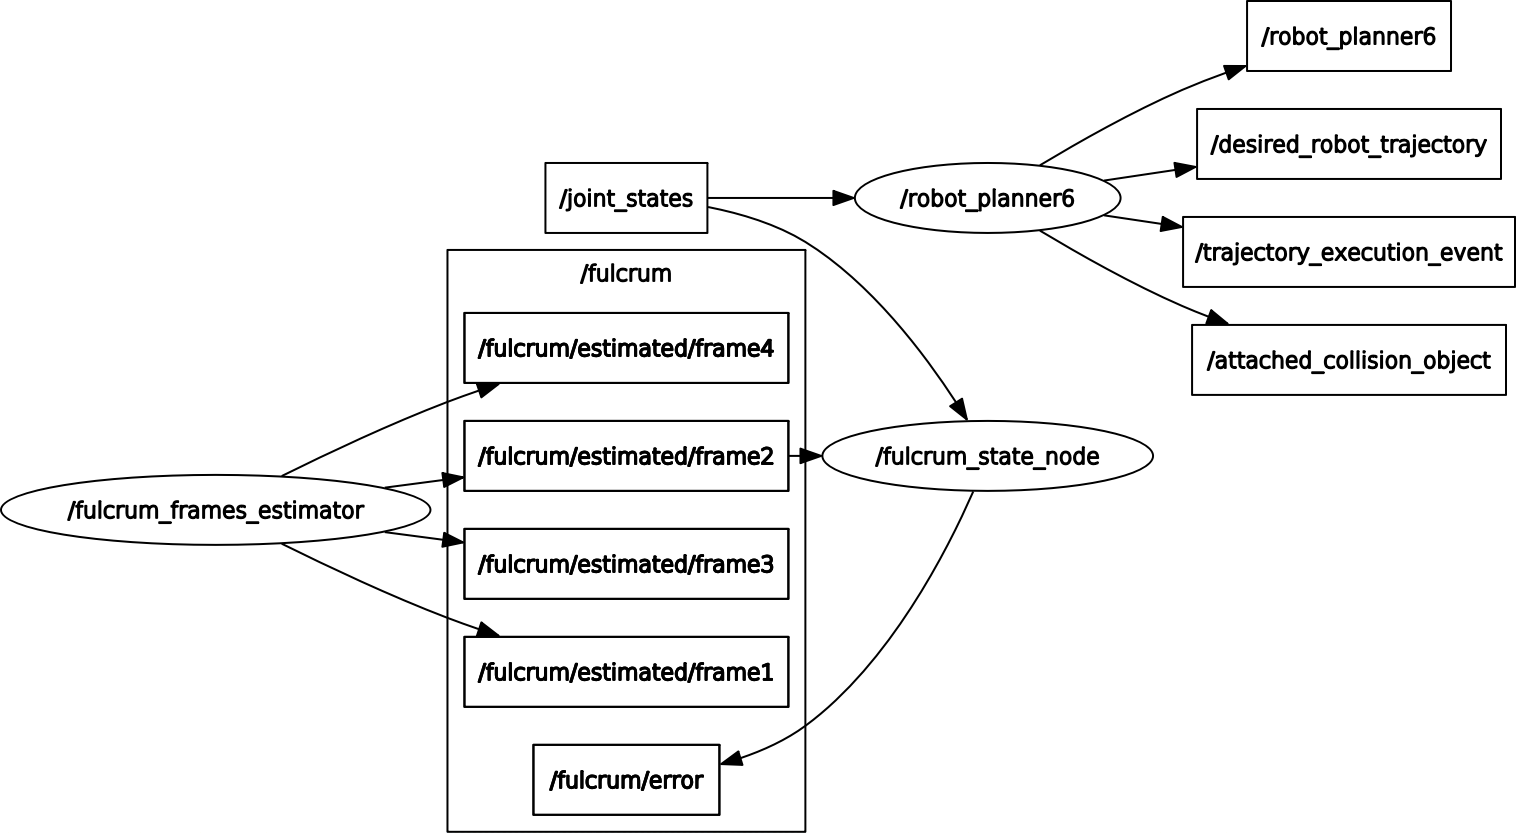 /robot_planner6
/desired_robot_trajectory
/joint_states
/robot_planner6
/trajectory_execution_event
/fulcrum
/fulcrum/estimated/frame4
/attached_collision_object
/fulcrum/estimated/frame2
/fulcrum_state_node
/fulcrum_frames_estimator
/fulcrum/estimated/frame3
/fulcrum/estimated/frame1
/fulcrum/error